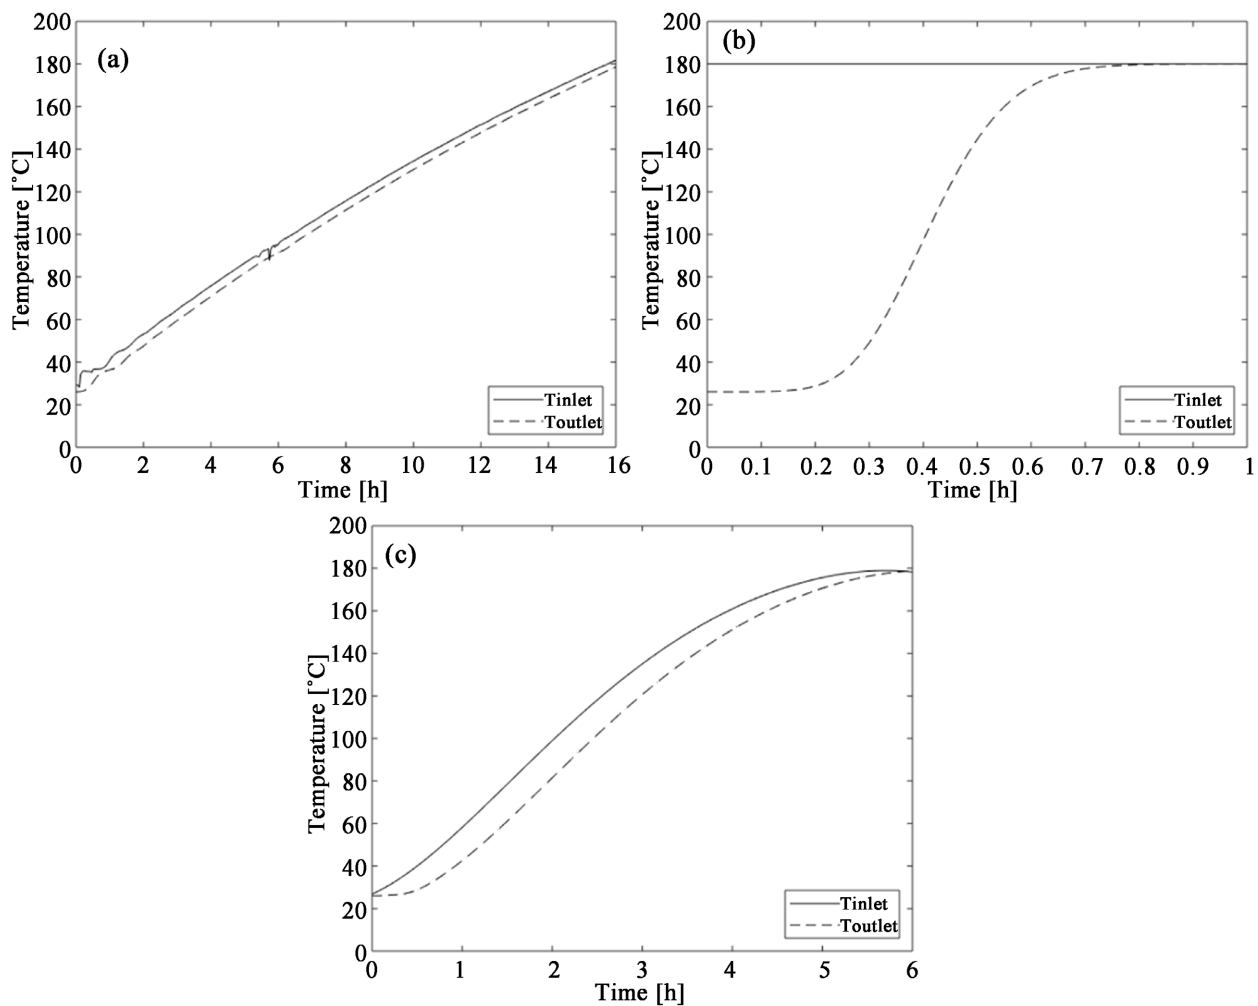 (a)
200
180
160
140
120
100
80
60
40
20
0
Temperature [˚C]
0 2 4 6 8 10 12 14 16
Time [h]
Tinlet
Toutlet
(b)
200
180
160
140
120
100
80
60
40
20
0
Temperature [˚C]
0 0.1 0.2 0.3 0.4 0.5 0.6 0.7 0.8 0.9 1
Time [h]
Tinlet
Toutlet
(c)
200
180
160
140
120
100
80
60
40
20
0
Temperature [˚C]
0 1 2 3 4 5 6
Time [h]
Tinlet
Toutlet